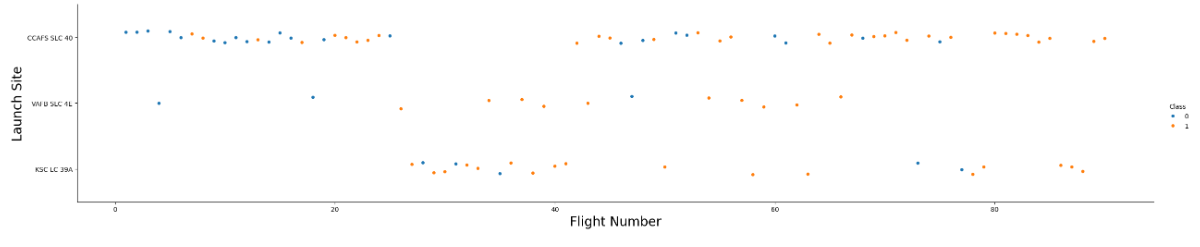 Launch Site
CCAFS SLC 40
VAFB SLC 4E
KSC LC 39A
0
20
40
60
80
Flight Number
Class
0
1